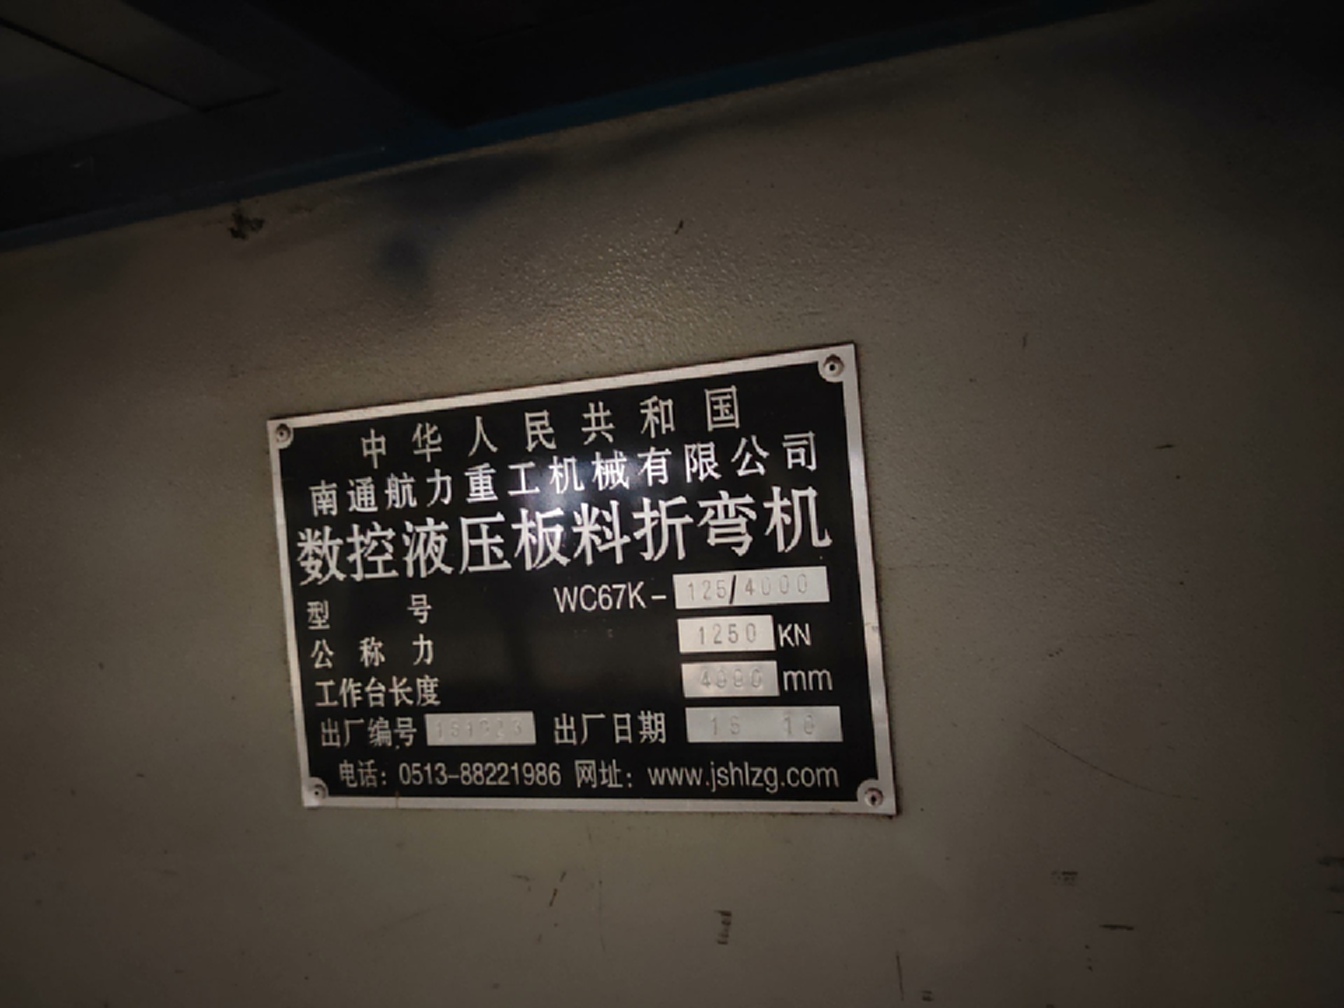 中华人民共和国
南通航力重工机械有限公司
数控液压板料折弯机
型 号 WC67K-125/4000
公称力 1250 KN
工作台长度 4000 mm
出厂编号 出厂日期
电话：0513-88221986 网址：www.jshlzg.com